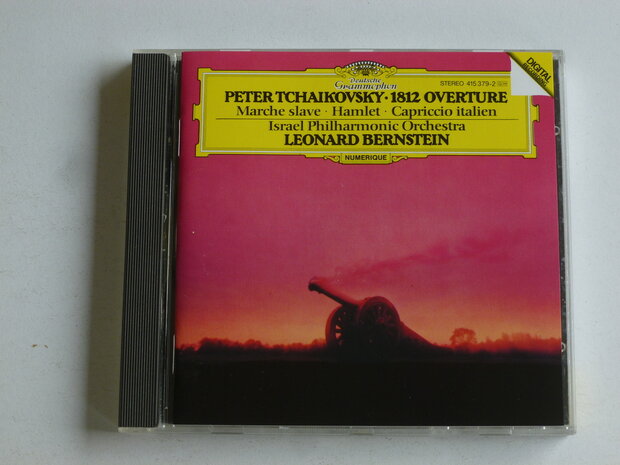 Deutsche
Grammophon
STEREO 415 379-2
DIGITAL
RECORDING
PETER TCHAIKOVSKY · 1812 OVERTURE
Marche slave · Hamlet · Capriccio italien
Israel Philharmonic Orchestra
LEONARD BERNSTEIN
NUMERIQUE